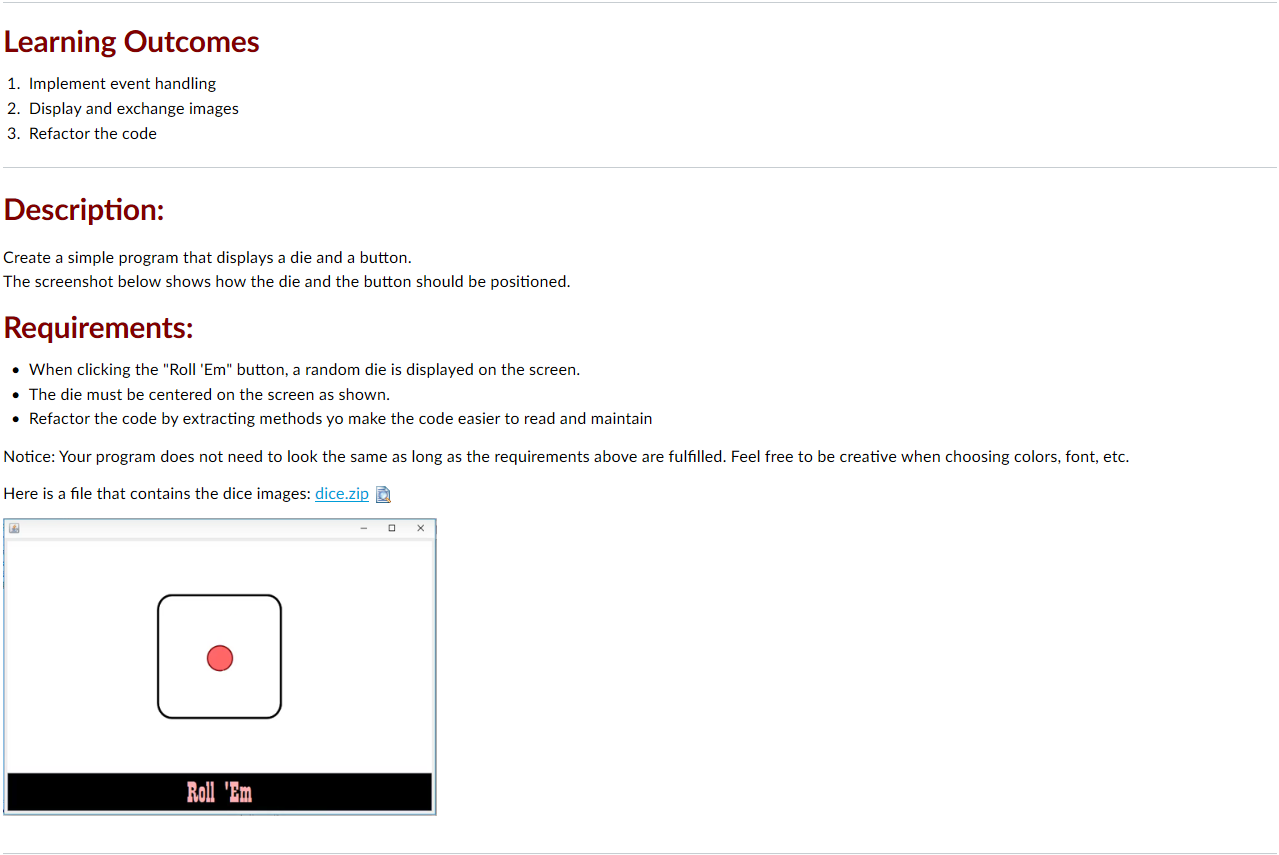 Learning Outcomes
1. Implement event handling
2. Display and exchange images
3. Refactor the code
Description:
Create a simple program that displays a die and a button.
The screenshot below shows how the die and the button should be positioned.
Requirements:
• When clicking the "Roll 'Em" button, a random die is displayed on the screen.
• The die must be centered on the screen as shown.
• Refactor the code by extracting methods yo make the code easier to read and maintain
Notice: Your program does not need to look the same as long as the requirements above are fulfilled. Feel free to be creative when choosing colors, font, etc.
Here is a file that contains the dice images: dice.zip
Roll 'Em